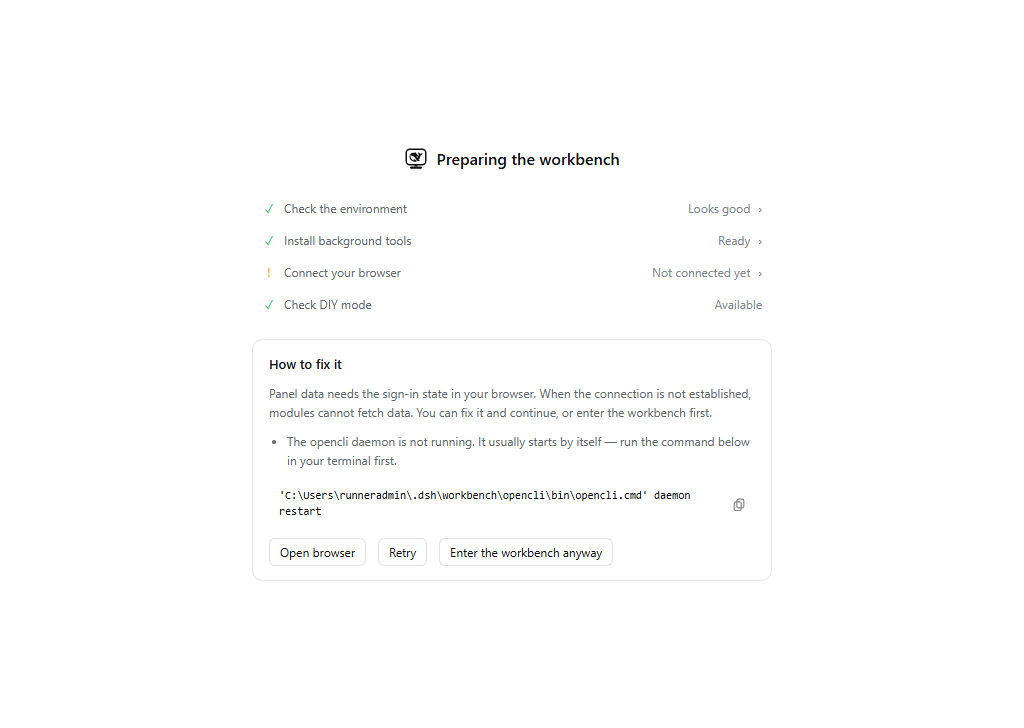 Preparing the workbench
Check the environment Looks good ›
Install background tools Ready ›
! Connect your browser Not connected yet ›
Check DIY mode Available
How to fix it
Panel data needs the sign-in state in your browser. When the connection is not established,
modules cannot fetch data. You can fix it and continue, or enter the workbench first.
• The opencli daemon is not running. It usually starts by itself — run the command below
in your terminal first.
'C:\Users\runneradmin\.dsh\workbench\opencli\bin\opencli.cmd' daemon
restart
Open browser Retry Enter the workbench anyway